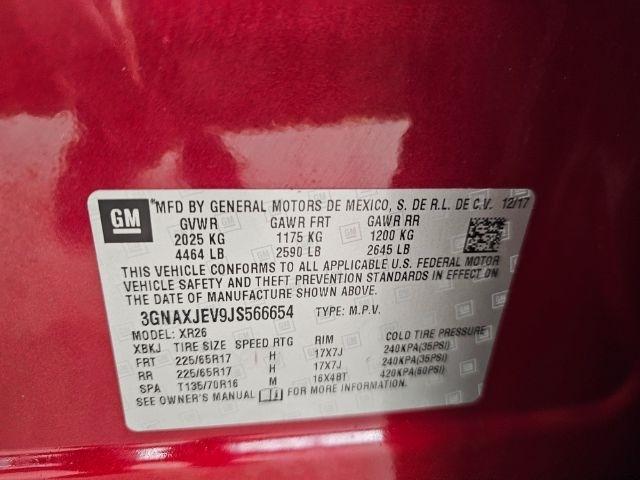 GM
*MFD BY GENERAL MOTORS DE MEXICO, S. DE R.L. DE C.V. 12/17
GVWR GAWR FRT GAWR RR
2025 KG 1175 KG 1200 KG
4464 LB 2590 LB 2645 LB
THIS VEHICLE CONFORMS TO ALL APPLICABLE U.S. FEDERAL MOTOR
VEHICLE SAFETY AND THEFT PREVENTION STANDARDS IN EFFECT ON
THE DATE OF MANUFACTURE SHOWN ABOVE.
3GNAXJEV9JS566654 TYPE: M.P.V.
MODEL: XR26
XBKJ TIRE SIZE SPEED RTG RIM COLD TIRE PRESSURE
FRT 225/65R17 H 17X7J 240KPA(35PSI)
RR 225/65R17 H 17X7J 240KPA(35PSI)
SPA T135/70R16 M 16X4BT 420KPA(60PSI)
SEE OWNER'S MANUAL FOR MORE INFORMATION.